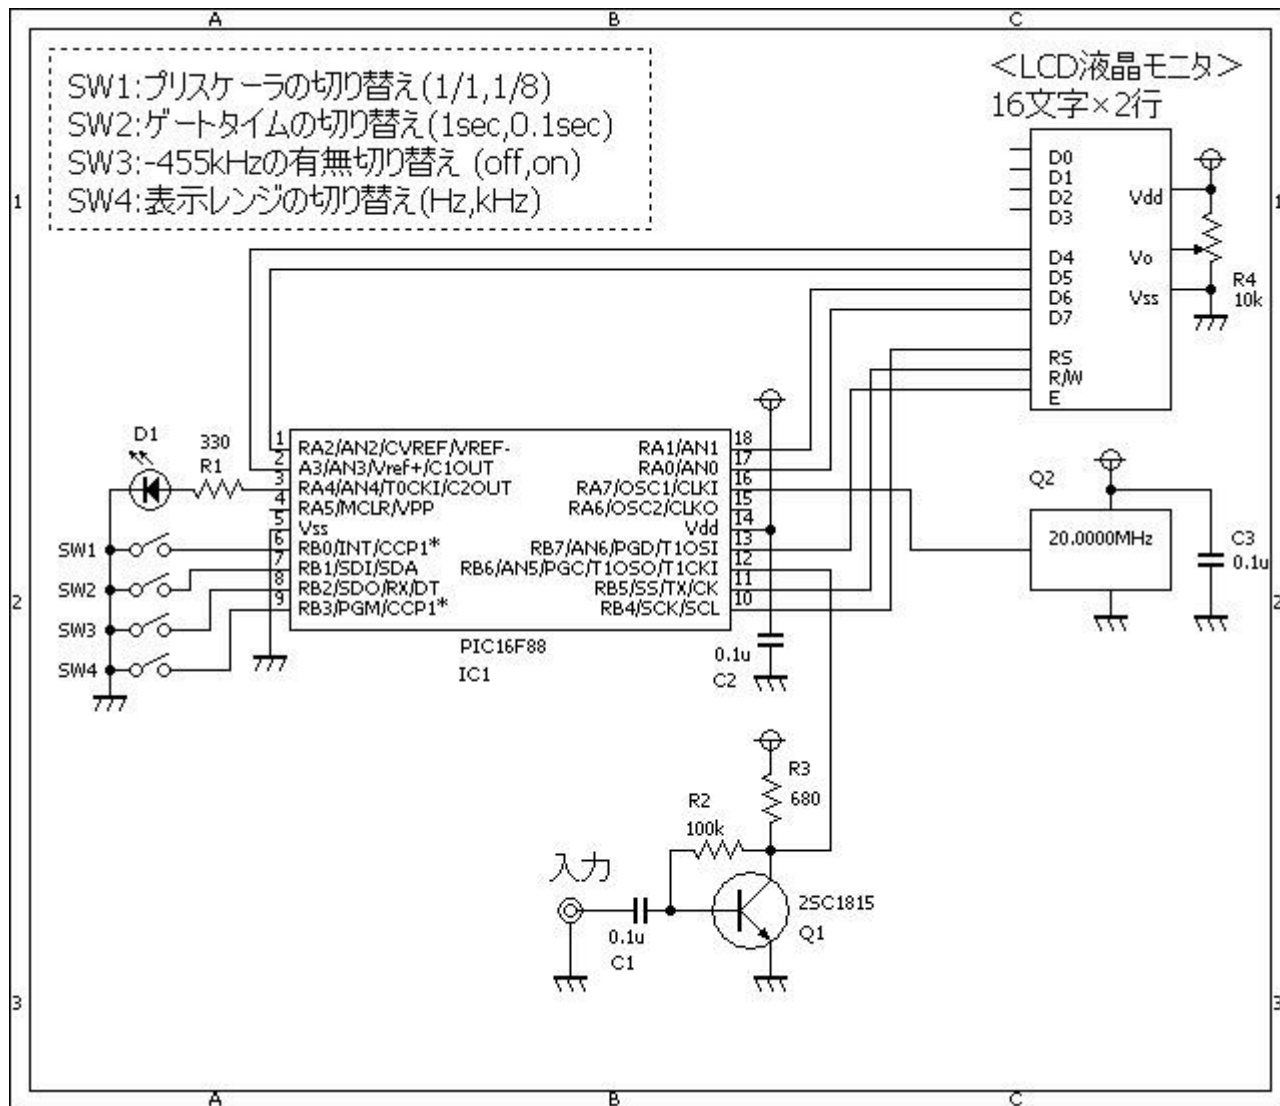 A B C
SW1:プリスケーラの切り替え(1/1,1/8)
SW2:ゲートタイムの切り替え(1sec,0.1sec)
SW3:-455kHzの有無切り替え (off,on)
SW4:表示レンジの切り替え(Hz,kHz)
<LCD液晶モニタ>
16文字×2行
D0
D1
D2
D3
D4
D5
D6
D7
RS
R/W
E
Vdd
Vo
Vss
R4
10k
1
1
D1
330
R1
1 RA2/AN2/CVREF/VREF-
2 A3/AN3/Vref+/C1OUT
3 RA4/AN4/T0CKI/C2OUT
4 RA5/MCLR/VPP
5 Vss
6 RB0/INT/CCP1*
7 RB1/SDI/SDA
8 RB2/SDO/RX/DT
9 RB3/PGM/CCP1*
RA1/AN1 18
RA0/AN0 17
RA7/OSC1/CLKI 16
RA6/OSC2/CLKO 15
Vdd 14
RB7/AN6/PGD/T1OSI 13
RB6/AN5/PGC/T1OSO/T1CKI 12
RB5/SS/TX/CK 11
RB4/SCK/SCL 10
PIC16F88
IC1
SW1
SW2
SW3
SW4
Q2
20.0000MHz
C3
0.1u
0.1u
C2
2
2
R3
680
R2
100k
入力
0.1u
C1
2SC1815
Q1
3
3
A B C